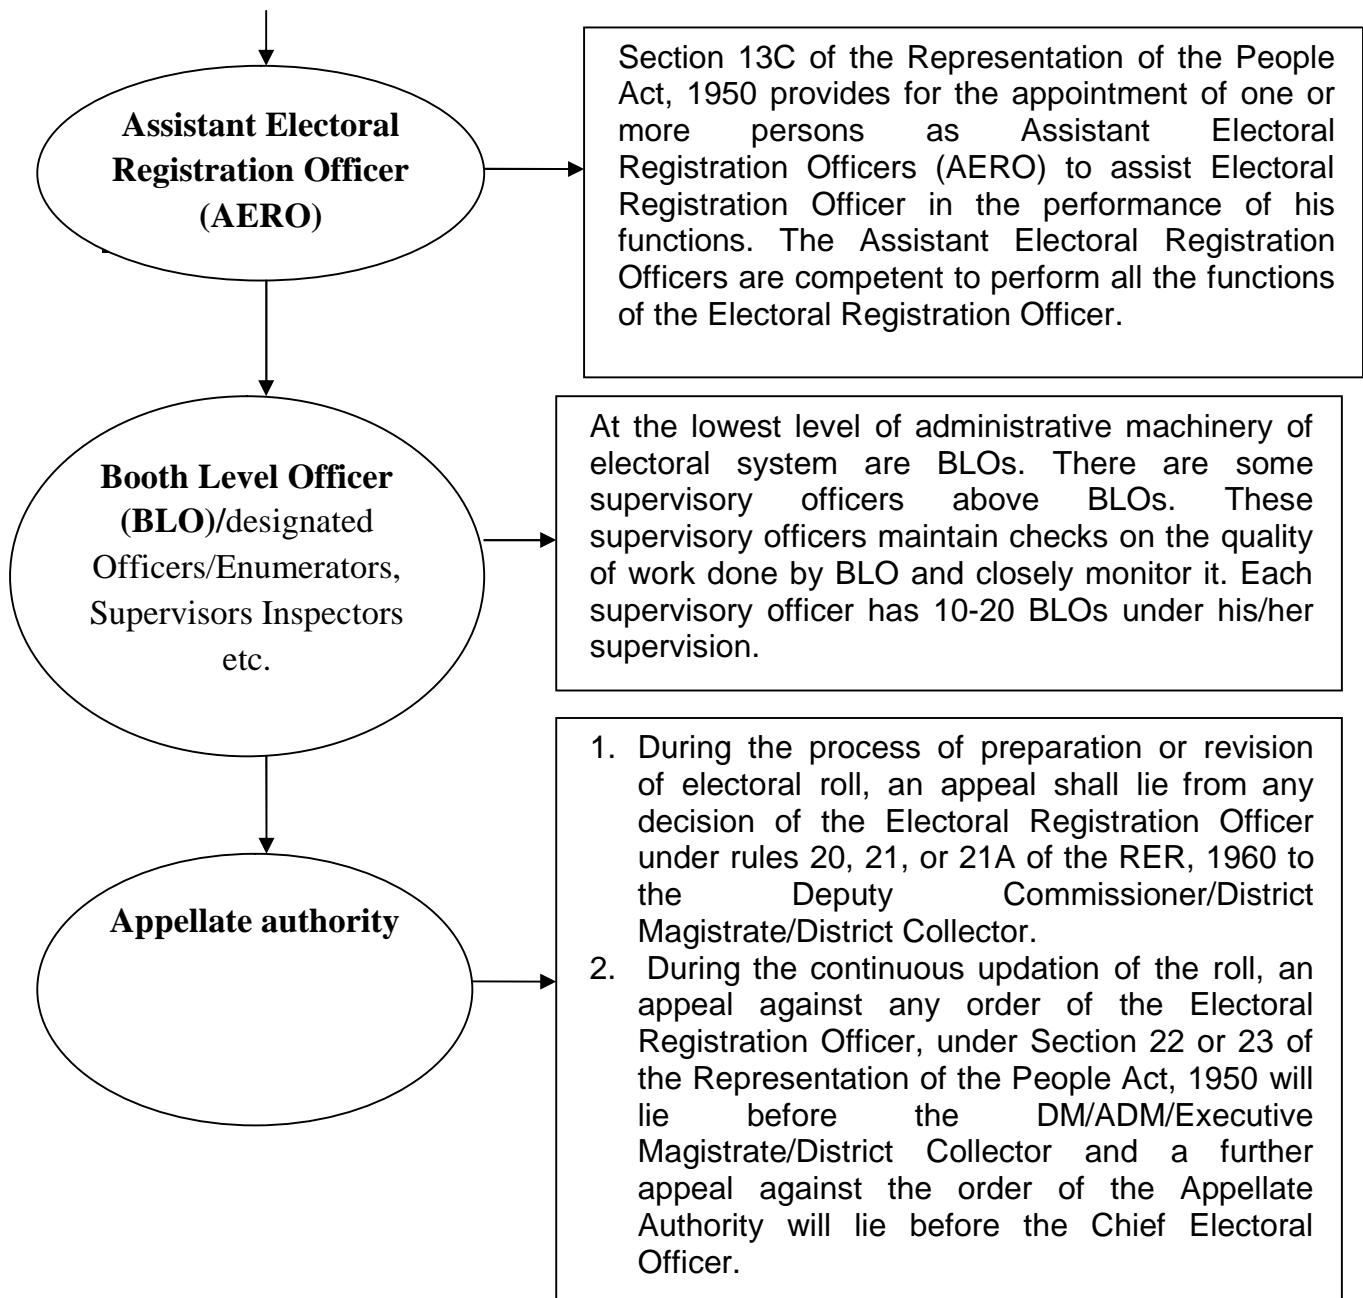 Assistant Electoral
Registration Officer
(AERO)
Section 13C of the Representation of the People
Act, 1950 provides for the appointment of one or
more persons as Assistant Electoral
Registration Officers (AERO) to assist Electoral
Registration Officer in the performance of his
functions. The Assistant Electoral Registration
Officers are competent to perform all the functions
of the Electoral Registration Officer.
Booth Level Officer
(BLO)/designated
Officers/Enumerators,
Supervisors Inspectors
etc.
At the lowest level of administrative machinery of
electoral system are BLOs. There are some
supervisory officers above BLOs. These
supervisory officers maintain checks on the quality
of work done by BLO and closely monitor it. Each
supervisory officer has 10-20 BLOs under his/her
supervision.
Appellate authority
1. During the process of preparation or revision
of electoral roll, an appeal shall lie from any
decision of the Electoral Registration Officer
under rules 20, 21, or 21A of the RER, 1960 to
the Deputy Commissioner/District
Magistrate/District Collector.
2. During the continuous updation of the roll, an
appeal against any order of the Electoral
Registration Officer, under Section 22 or 23 of
the Representation of the People Act, 1950 will
lie before the DM/ADM/Executive
Magistrate/District Collector and a further
appeal against the order of the Appellate
Authority will lie before the Chief Electoral
Officer.